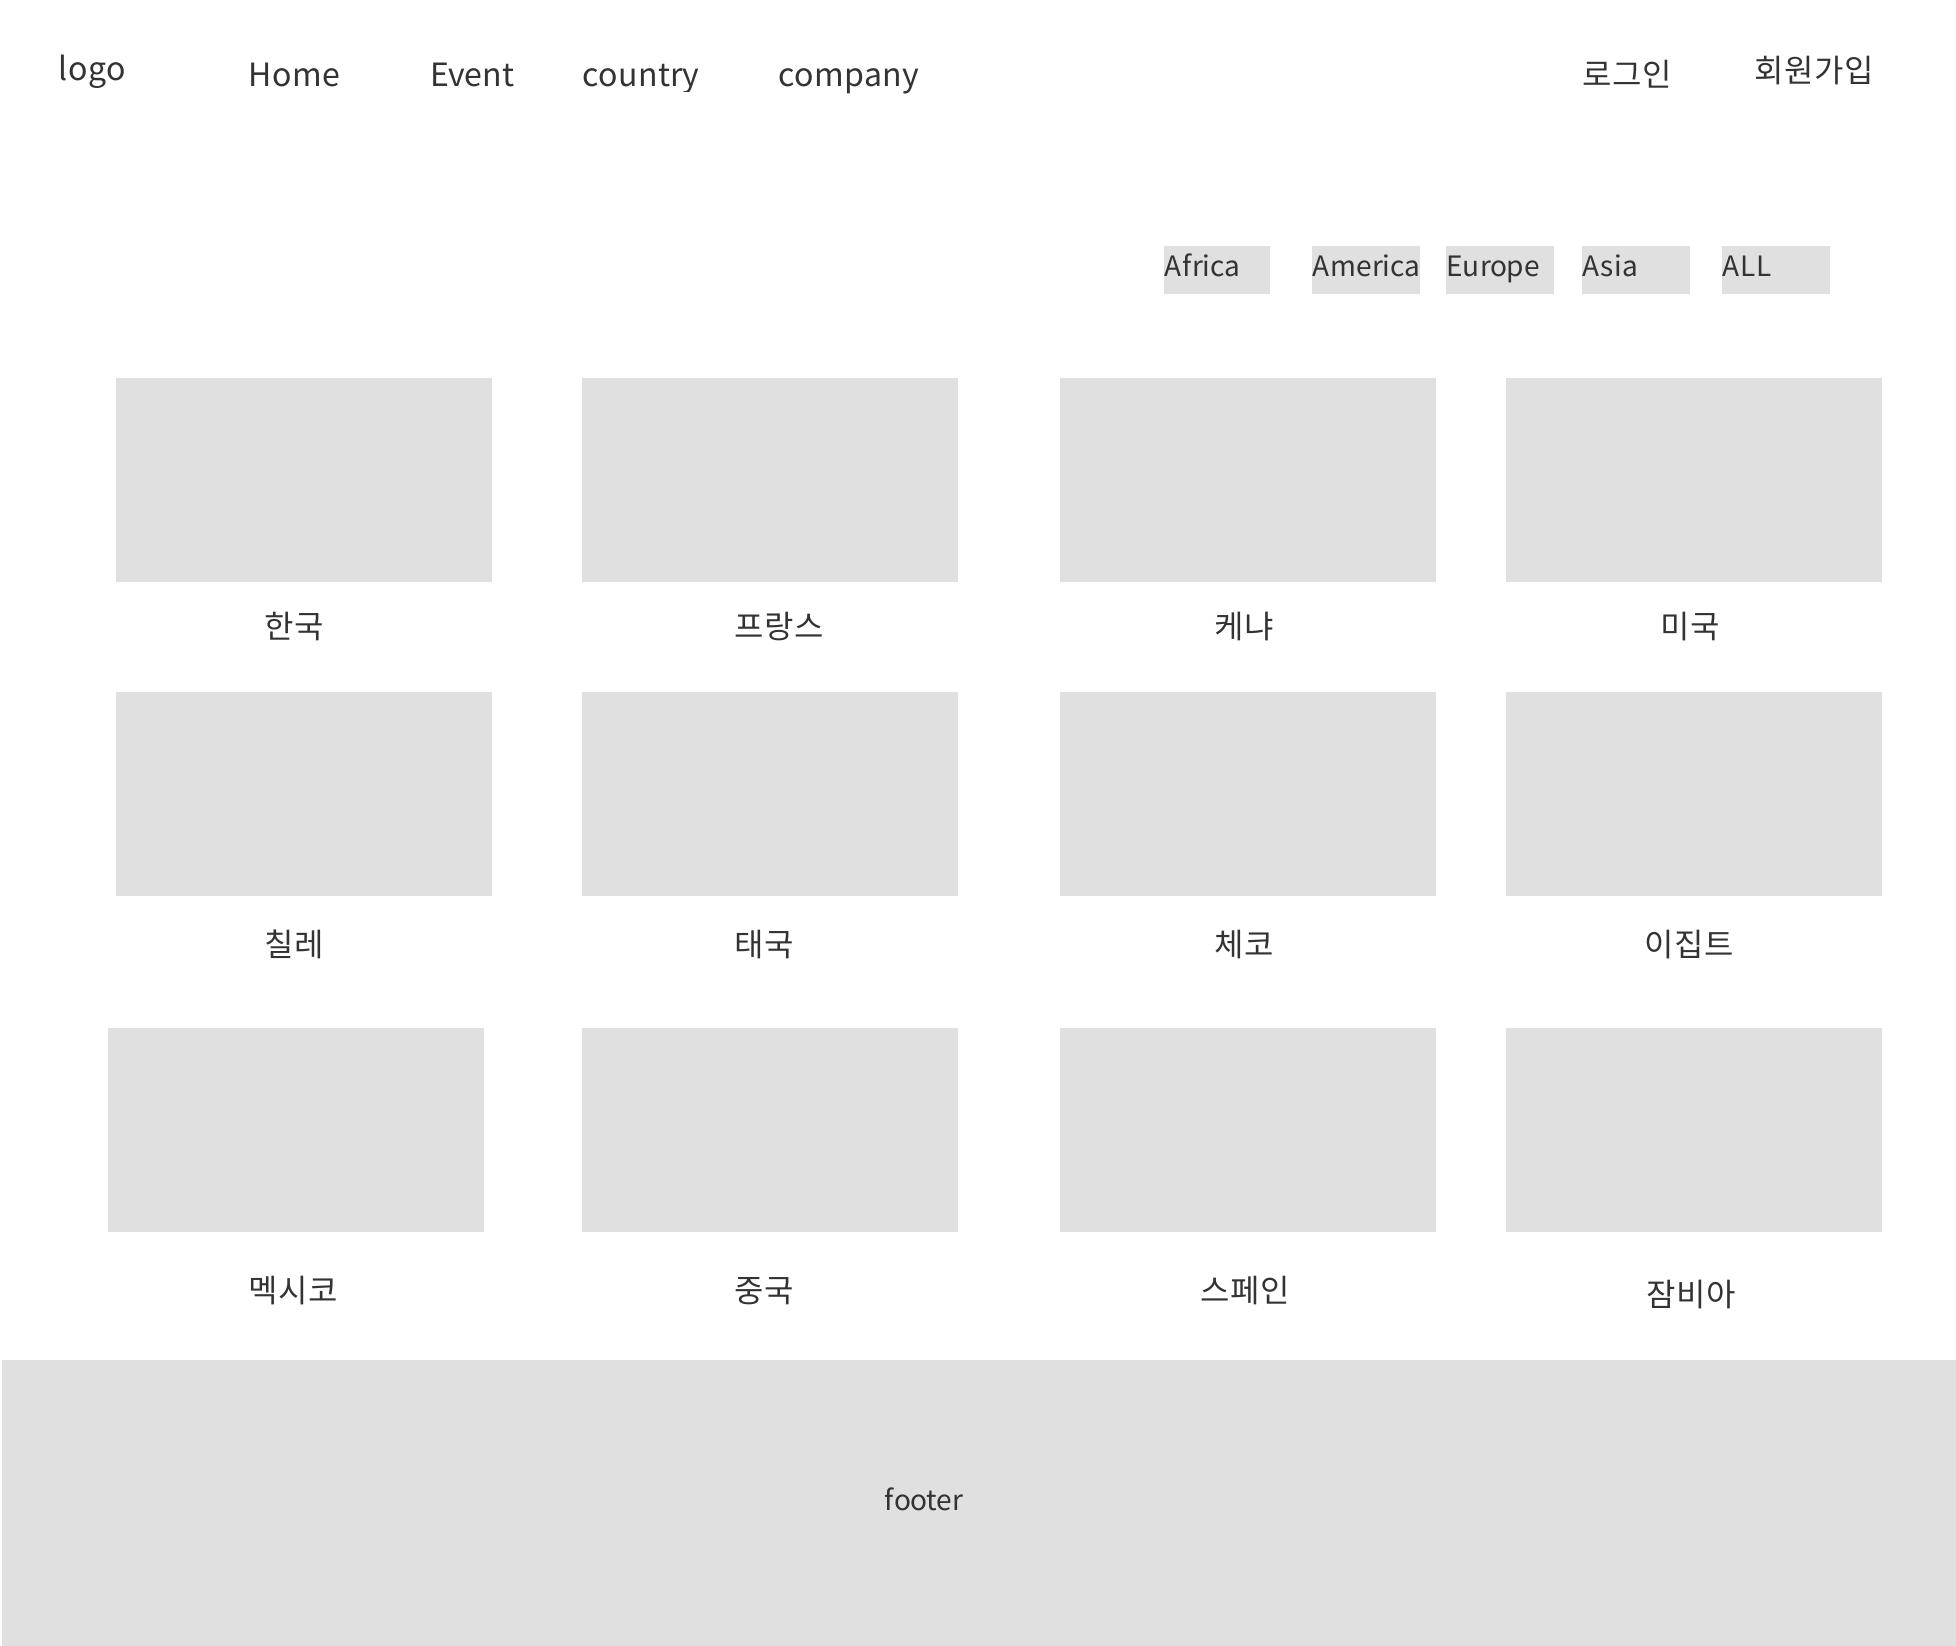 logo Home Event country company 로그인 회원가입
Africa America Europe Asia ALL
한국 프랑스 케냐 미국
칠레 태국 체코 이집트
멕시코 중국 스페인 잠비아
footer